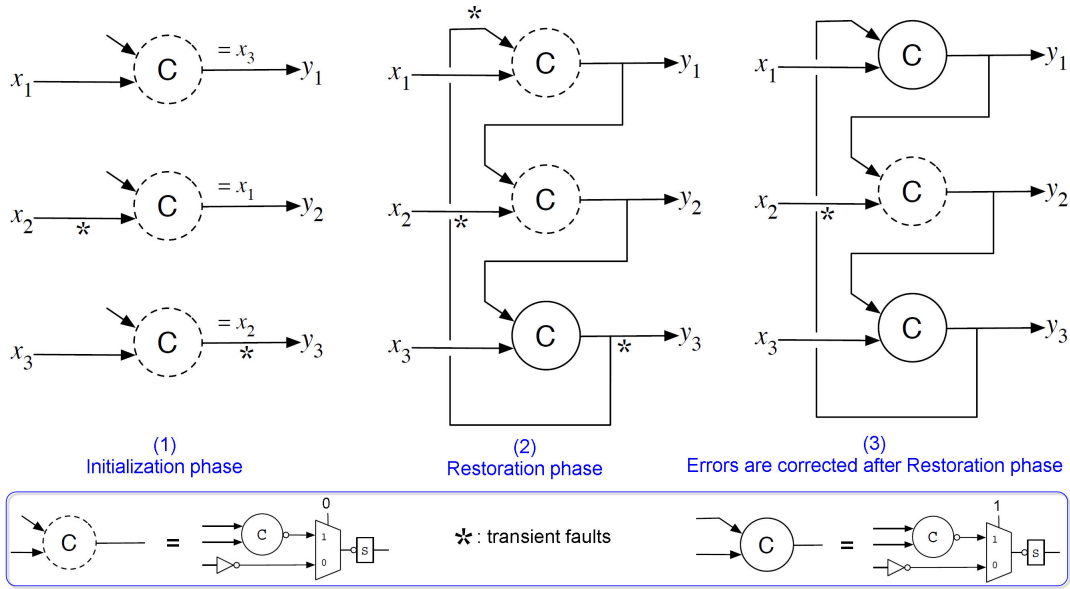 C
= x3
x1
y1
C
= x1
x2
*
y2
C
= x2
x3
*
y3
(1)
Initialization phase
*
C
x1
y1
C
x2
*
y2
C
x3
*
y3
(2)
Restoration phase
C
x1
y1
C
x2
*
y2
C
x3
y3
(3)
Errors are corrected after Restoration phase
C
=
0
C
1
0
S
* : transient faults
C
=
1
C
1
0
S